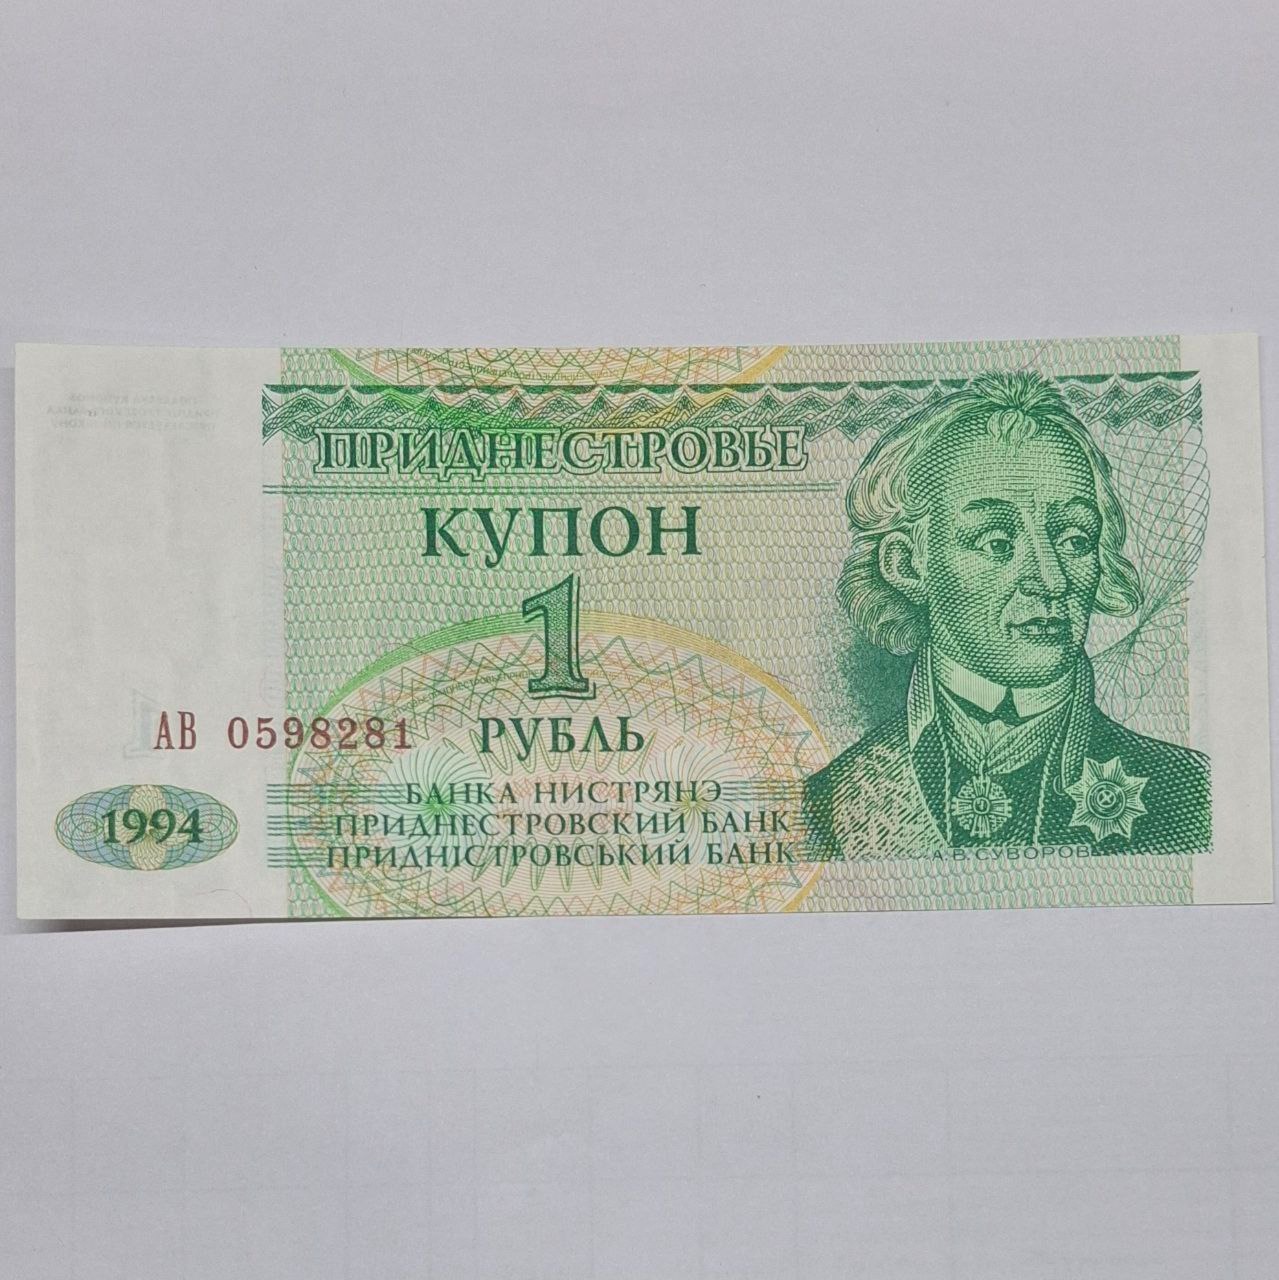 ПРИДНЕСТРОВЬЕ
КУПОН
1
РУБЛЬ
АВ 0598281
1994
БАНКА НИСТРЯНЭ
ПРИДНЕСТРОВСКИЙ БАНК
ПРИДНІСТРОВСЬКИЙ БАНК
А.В.СУВОРОВ